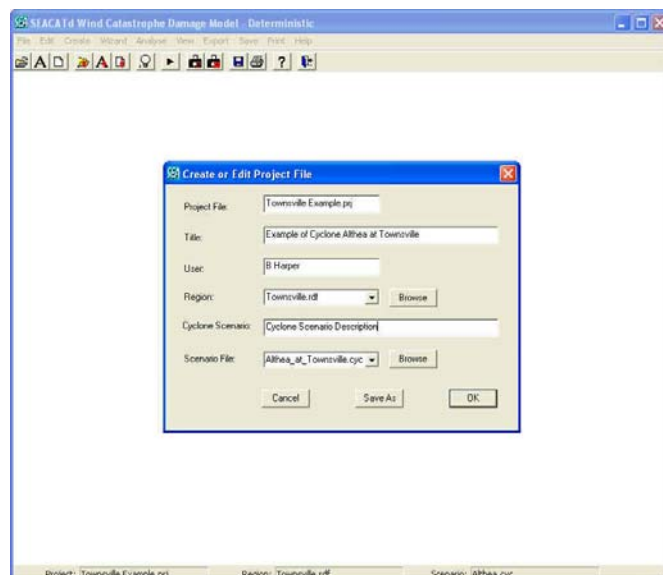 SEACATd Wind Catastrophe Damage Model - Deterministic
File Edit Create Wizard Analyse View Export Save Print Help
Create or Edit Project File
Project File: Townsville Example.prj
Title: Example of Cyclone Althea at Townsville
User: B Harper
Region: Townsville.rdf Browse
Cyclone Scenario: Cyclone Scenario Description
Scenario File: Althea_at_Townsville.cyc Browse
Cancel Save As OK
Project: Townsville Example.prj Region: Townsville.rdf Scenario: Althea.cyc